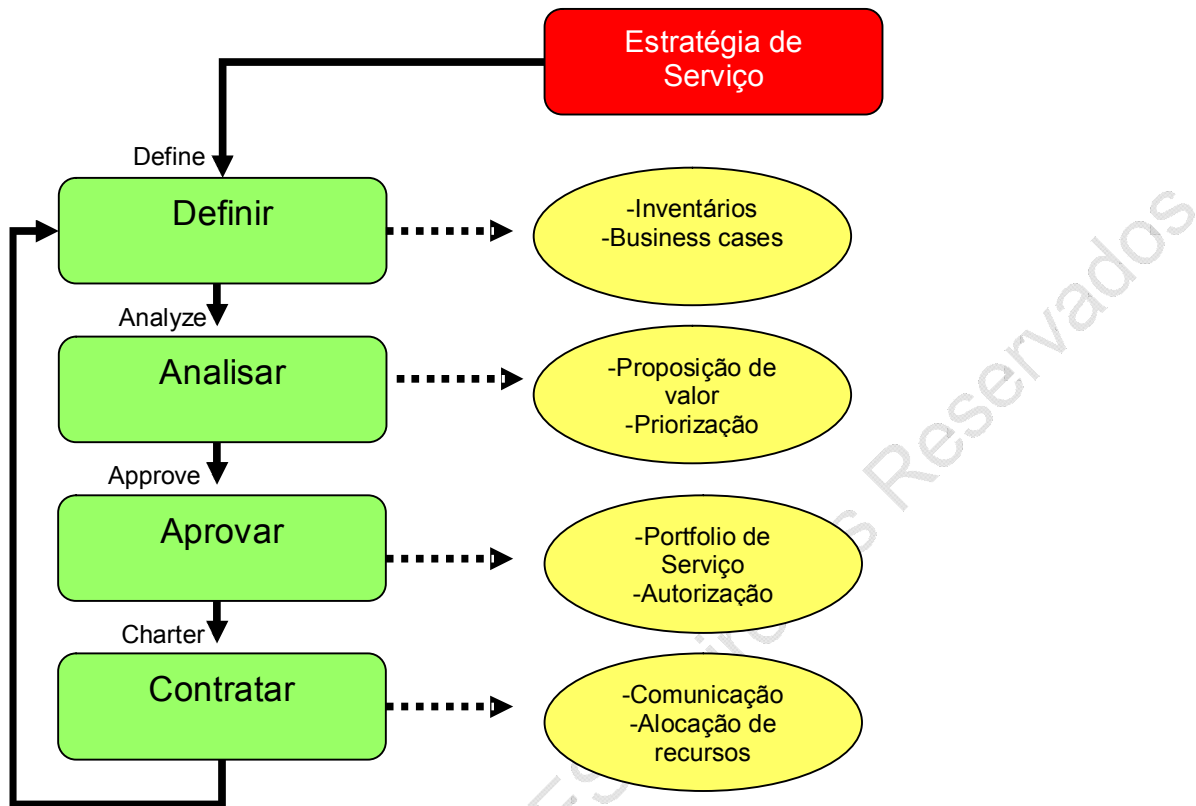 Estratégia de
Serviço
Define
Definir
-Inventários
-Business cases
Analyze
Analisar
-Proposição de
valor
-Priorização
Approve
Aprovar
-Portfolio de
Serviço
-Autorização
Charter
Contratar
-Comunicação
-Alocação de
recursos
Reservados